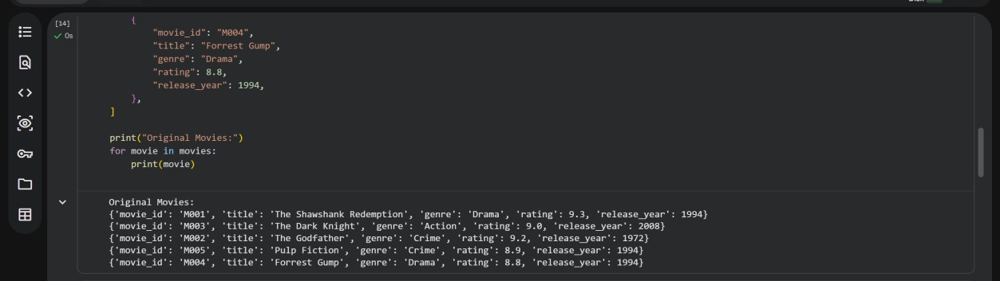 [14]
0s
{
"movie_id": "M004",
"title": "Forrest Gump",
"genre": "Drama",
"rating": 8.8,
"release_year": 1994,
},
]
print("Original Movies:")
for movie in movies:
print(movie)
Original Movies:
{'movie_id': 'M001', 'title': 'The Shawshank Redemption', 'genre': 'Drama', 'rating': 9.3, 'release_year': 1994}
{'movie_id': 'M003', 'title': 'The Dark Knight', 'genre': 'Action', 'rating': 9.0, 'release_year': 2008}
{'movie_id': 'M002', 'title': 'The Godfather', 'genre': 'Crime', 'rating': 9.2, 'release_year': 1972}
{'movie_id': 'M005', 'title': 'Pulp Fiction', 'genre': 'Crime', 'rating': 8.9, 'release_year': 1994}
{'movie_id': 'M004', 'title': 'Forrest Gump', 'genre': 'Drama', 'rating': 8.8, 'release_year': 1994}